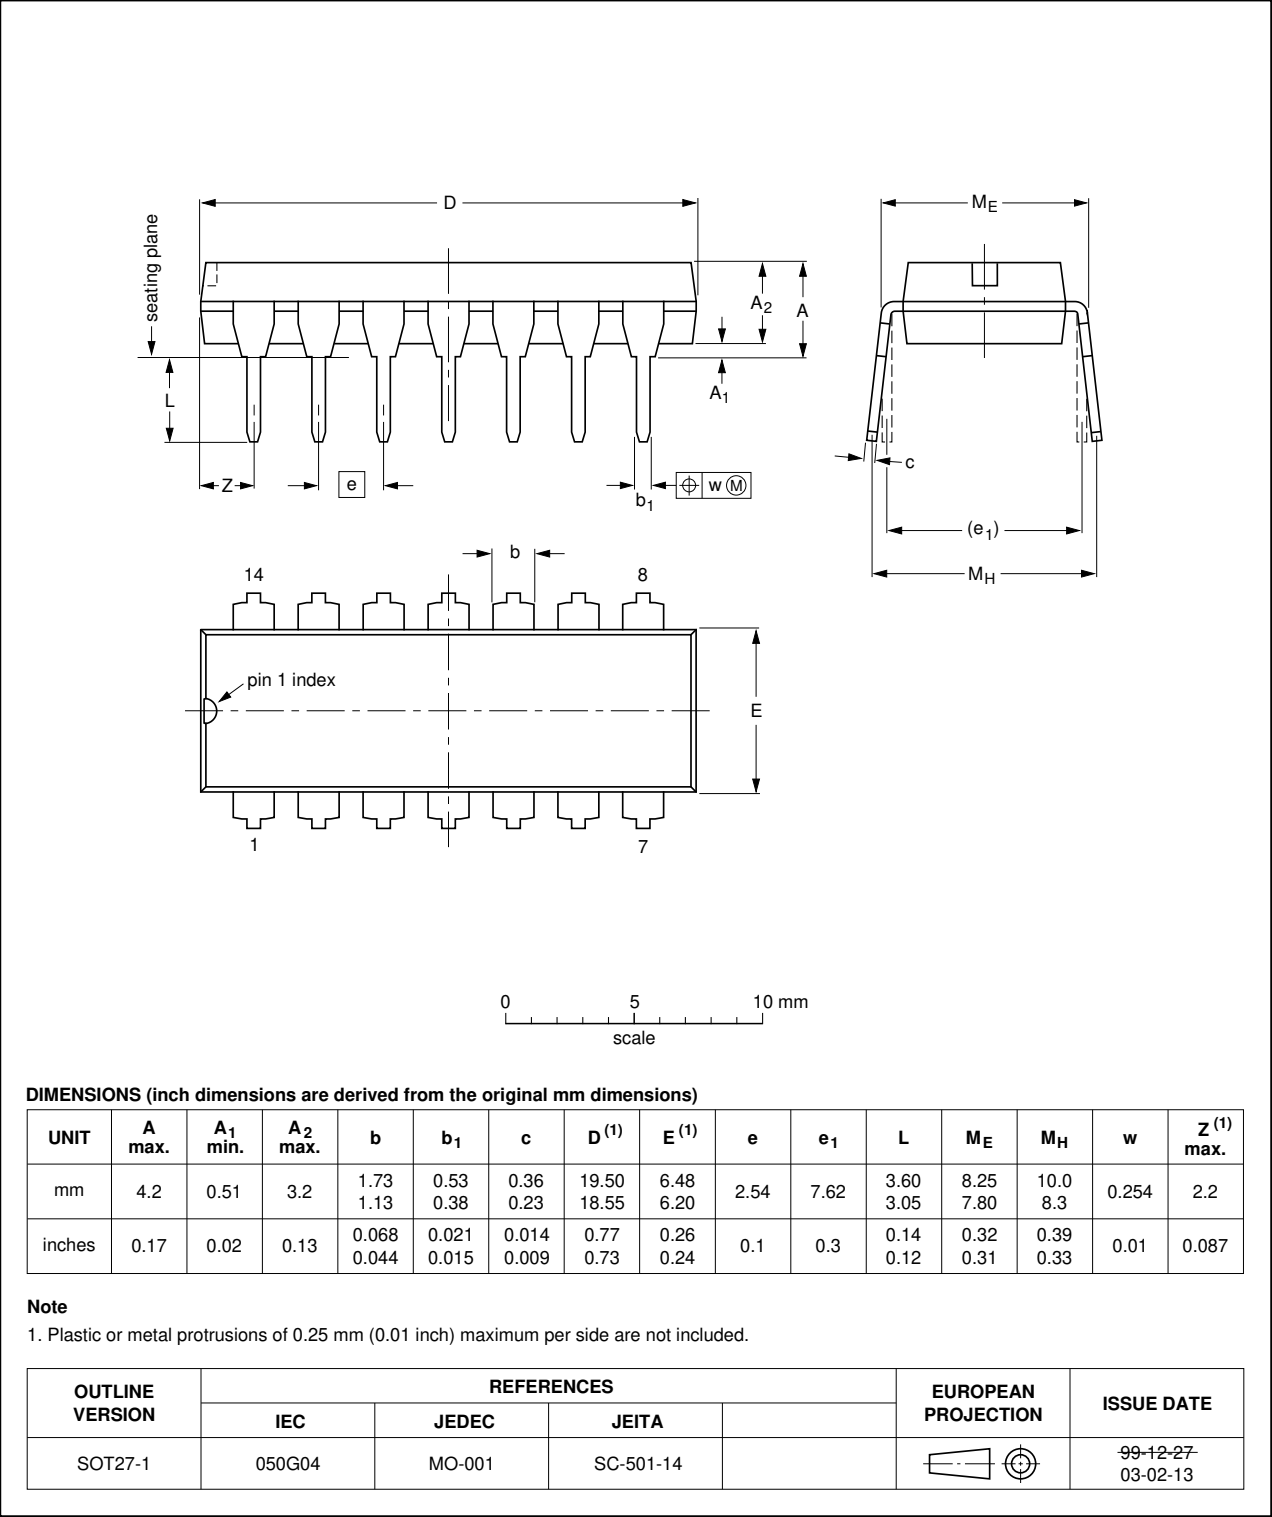 D
M E
seating plane
A 2
A
A 1
L
c
Z
e
b 1
w M
(e 1)
M H
b
14
8
pin 1 index
E
1
7
0 5 10 mm
scale
DIMENSIONS (inch dimensions are derived from the original mm dimensions)
UNIT A max. A1 min. A2 max. b b1 c D (1) E (1) e e1 L ME MH w Z (1) max.
mm 4.2 0.51 3.2 1.73 1.13 0.53 0.38 0.36 0.23 19.50 18.55 6.48 6.20 2.54 7.62 3.60 3.05 8.25 7.80 10.0 8.3 0.254 2.2
inches 0.17 0.02 0.13 0.068 0.044 0.021 0.015 0.014 0.009 0.77 0.73 0.26 0.24 0.1 0.3 0.14 0.12 0.32 0.31 0.39 0.33 0.01 0.087
Note
1. Plastic or metal protrusions of 0.25 mm (0.01 inch) maximum per side are not included.
OUTLINE VERSION REFERENCES EUROPEAN PROJECTION ISSUE DATE
IEC JEDEC JEITA
SOT27-1 050G04 MO-001 SC-501-14 99-12-27
03-02-13